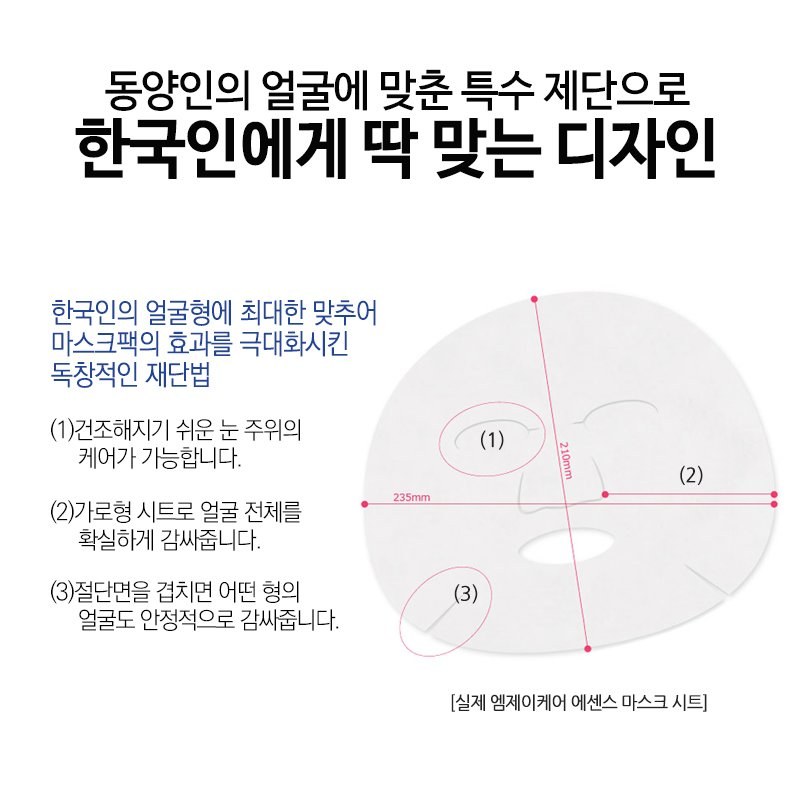 동양인의 얼굴에 맞춘 특수 제단으로
한국인에게 딱 맞는 디자인
한국인의 얼굴형에 최대한 맞추어
마스크팩의 효과를 극대화시킨
독창적인 재단법
(1)건조해지기 쉬운 눈 주위의
케어가 가능합니다.
(2)가로형 시트로 얼굴 전체를
확실하게 감싸줍니다.
(3)절단면을 겹치면 어떤 형의
얼굴도 안정적으로 감싸줍니다.
(1)
210mm
(2)
235mm
(3)
[실제 엠제이케어 에센스 마스크 시트]